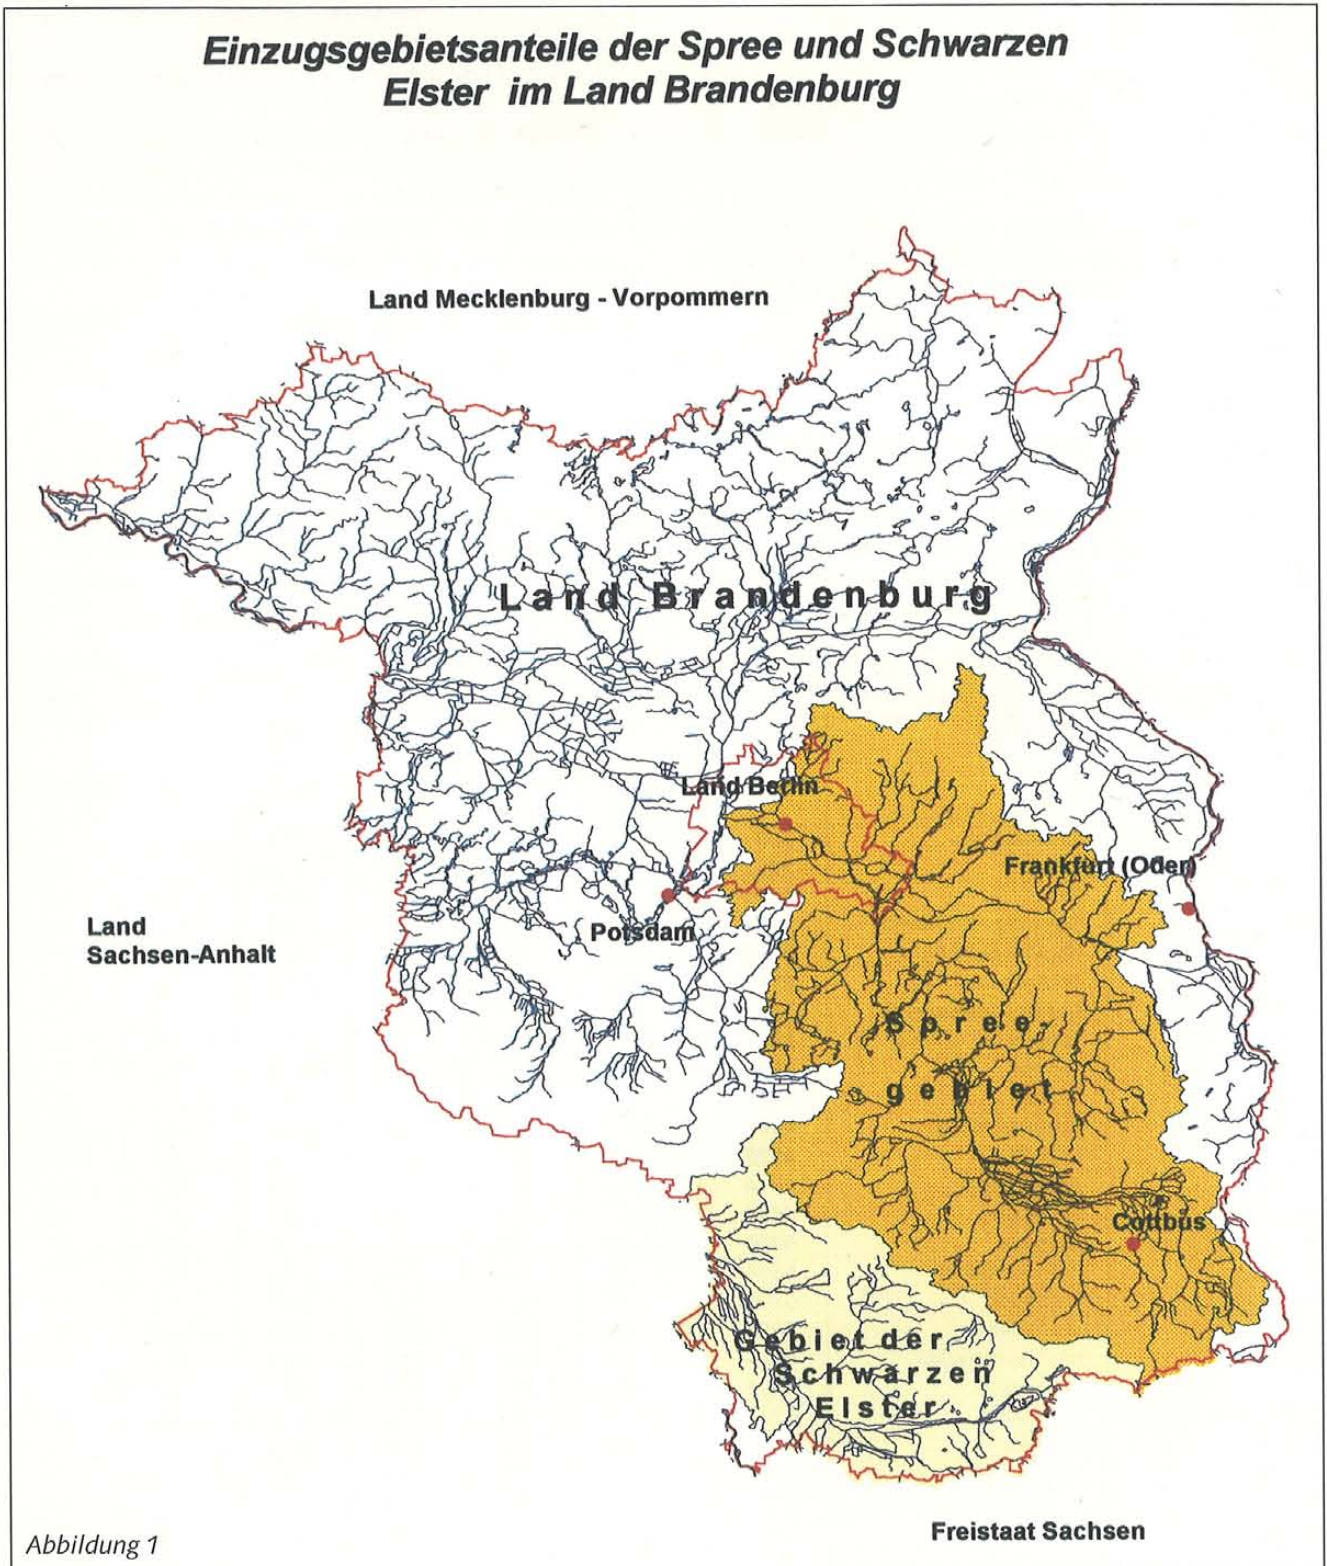 Einzugsgebietsanteile der Spree und Schwarzen
Elster im Land Brandenburg
Land Mecklenburg - Vorpommern
Land Brandenburg
Land Berlin
Frankfurt (Oder)
Land
Sachsen-Anhalt
Potsdam
Spree-
gebiet
Cottbus
Gebiet der
Schwarzen
Elster
Freistaat Sachsen
Abbildung 1